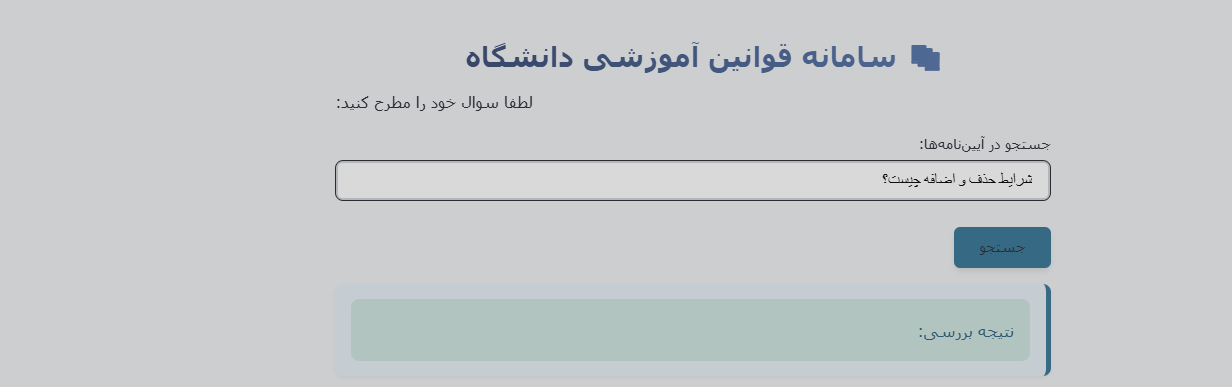 سامانه قوانین آموزشی دانشگاه
لطفا سوال خود را مطرح کنید:
جستجو در آیین‌نامه‌ها:
شرایط حذف و اضافه چیست؟
جستجو
نتیجه بررسی: